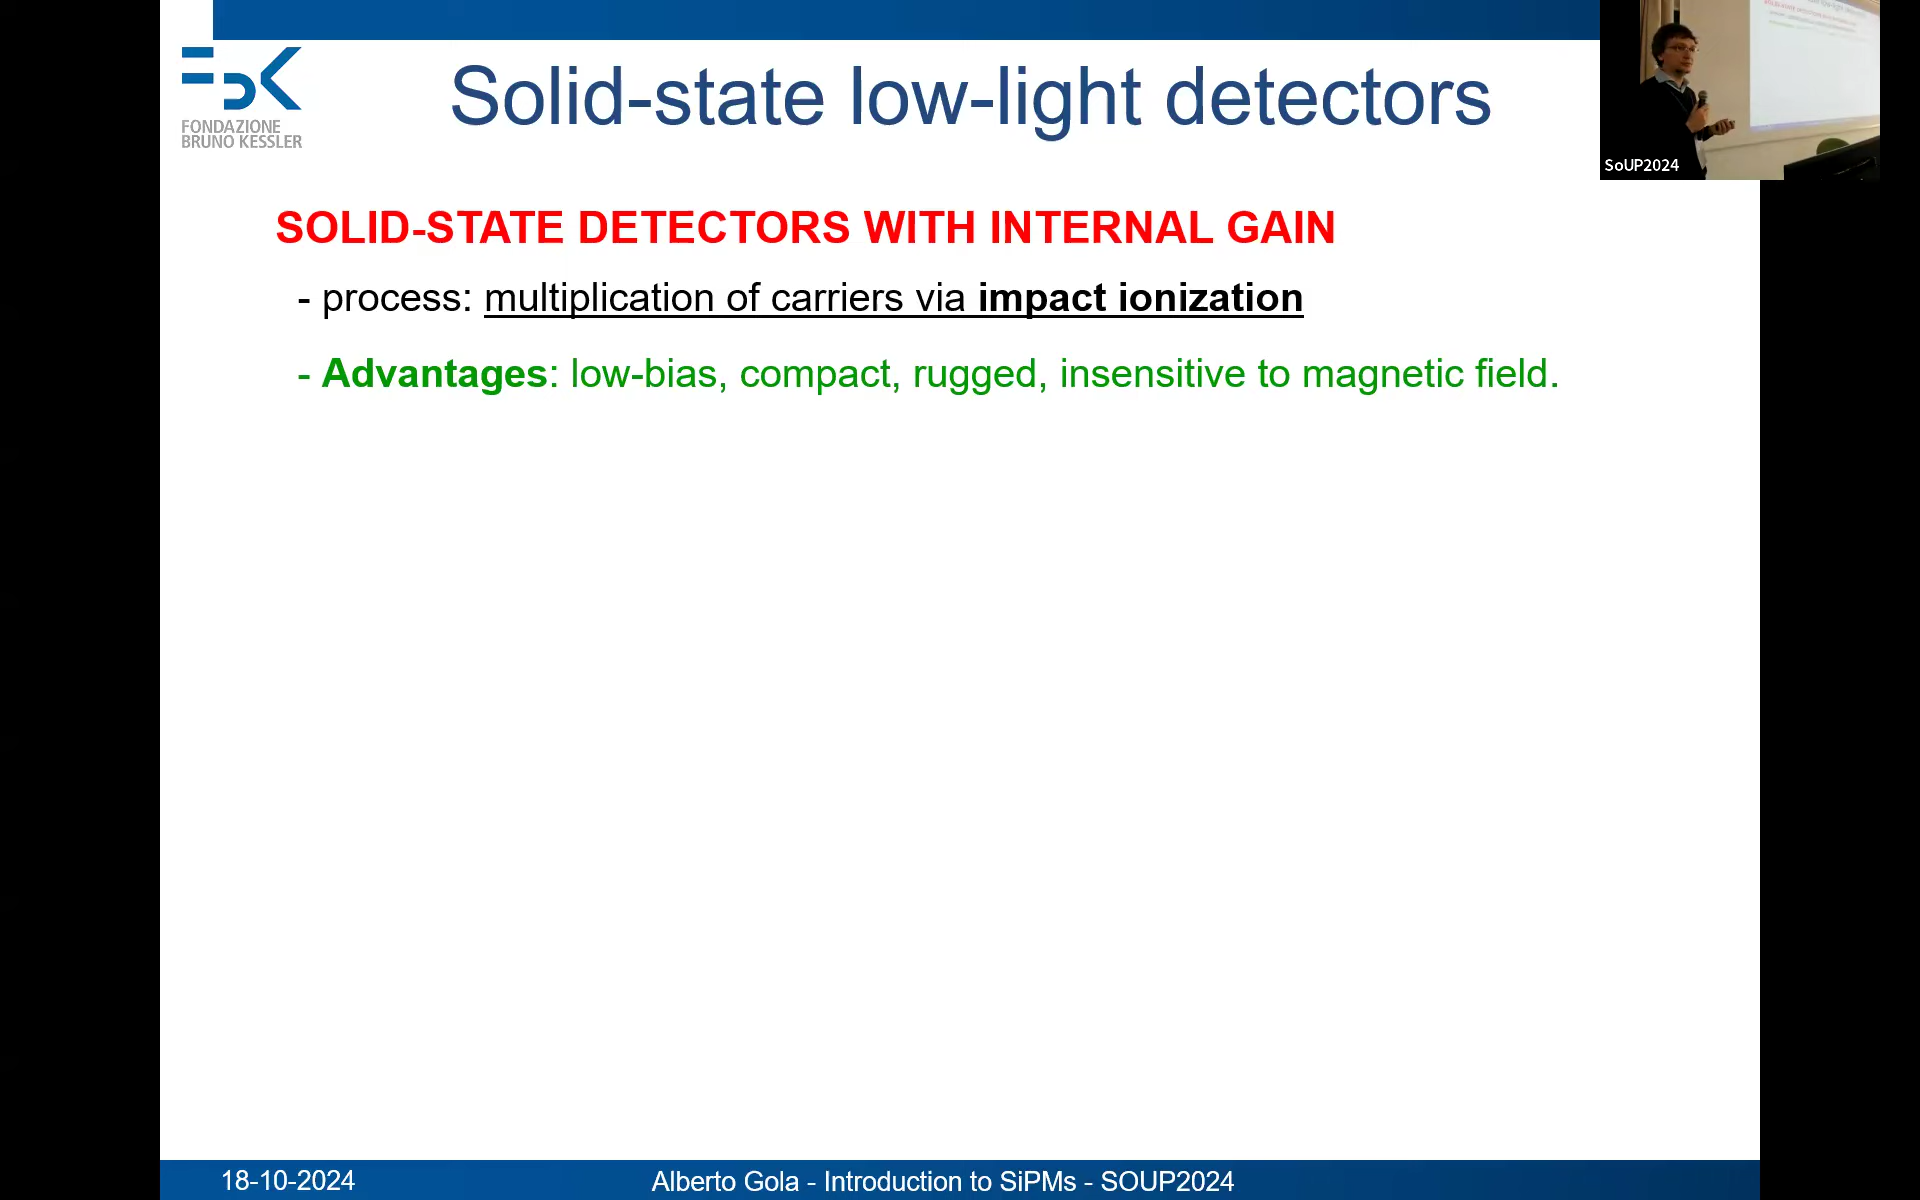 FBK
FONDAZIONE
BRUNO KESSLER
Solid-state low-light detectors
SoUP2024
SOLID-STATE DETECTORS WITH INTERNAL GAIN
- process: multiplication of carriers via impact ionization
- Advantages: low-bias, compact, rugged, insensitive to magnetic field.
18-10-2024
Alberto Gola - Introduction to SiPMs - SOUP2024